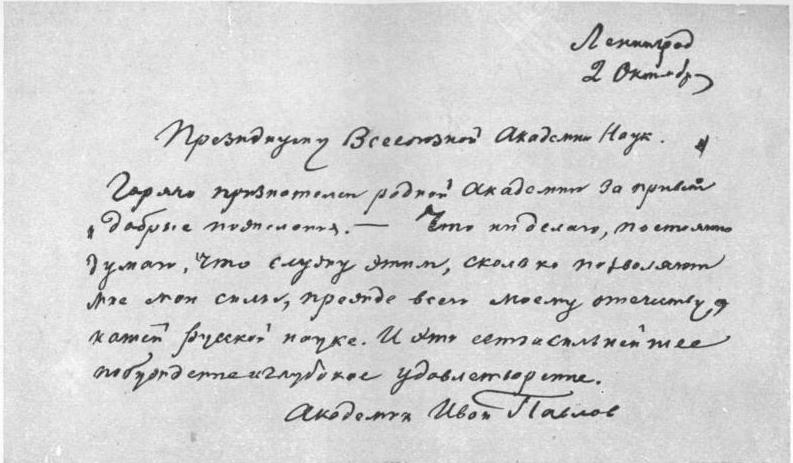 Ленинград
2 Октября
Президиуму Всесоюзной Академии Наук.
Горячо признателен родной Академии за привет
и добрые пожелания. — Что ни делаю, постоянно
думаю, что служу этим, сколько позволяют
мне мои силы, прежде всего моему отечеству,
нашей русской науке. И это есть и сильнейшее
побуждение и глубокое удовлетворение.
Академик Иван Павлов